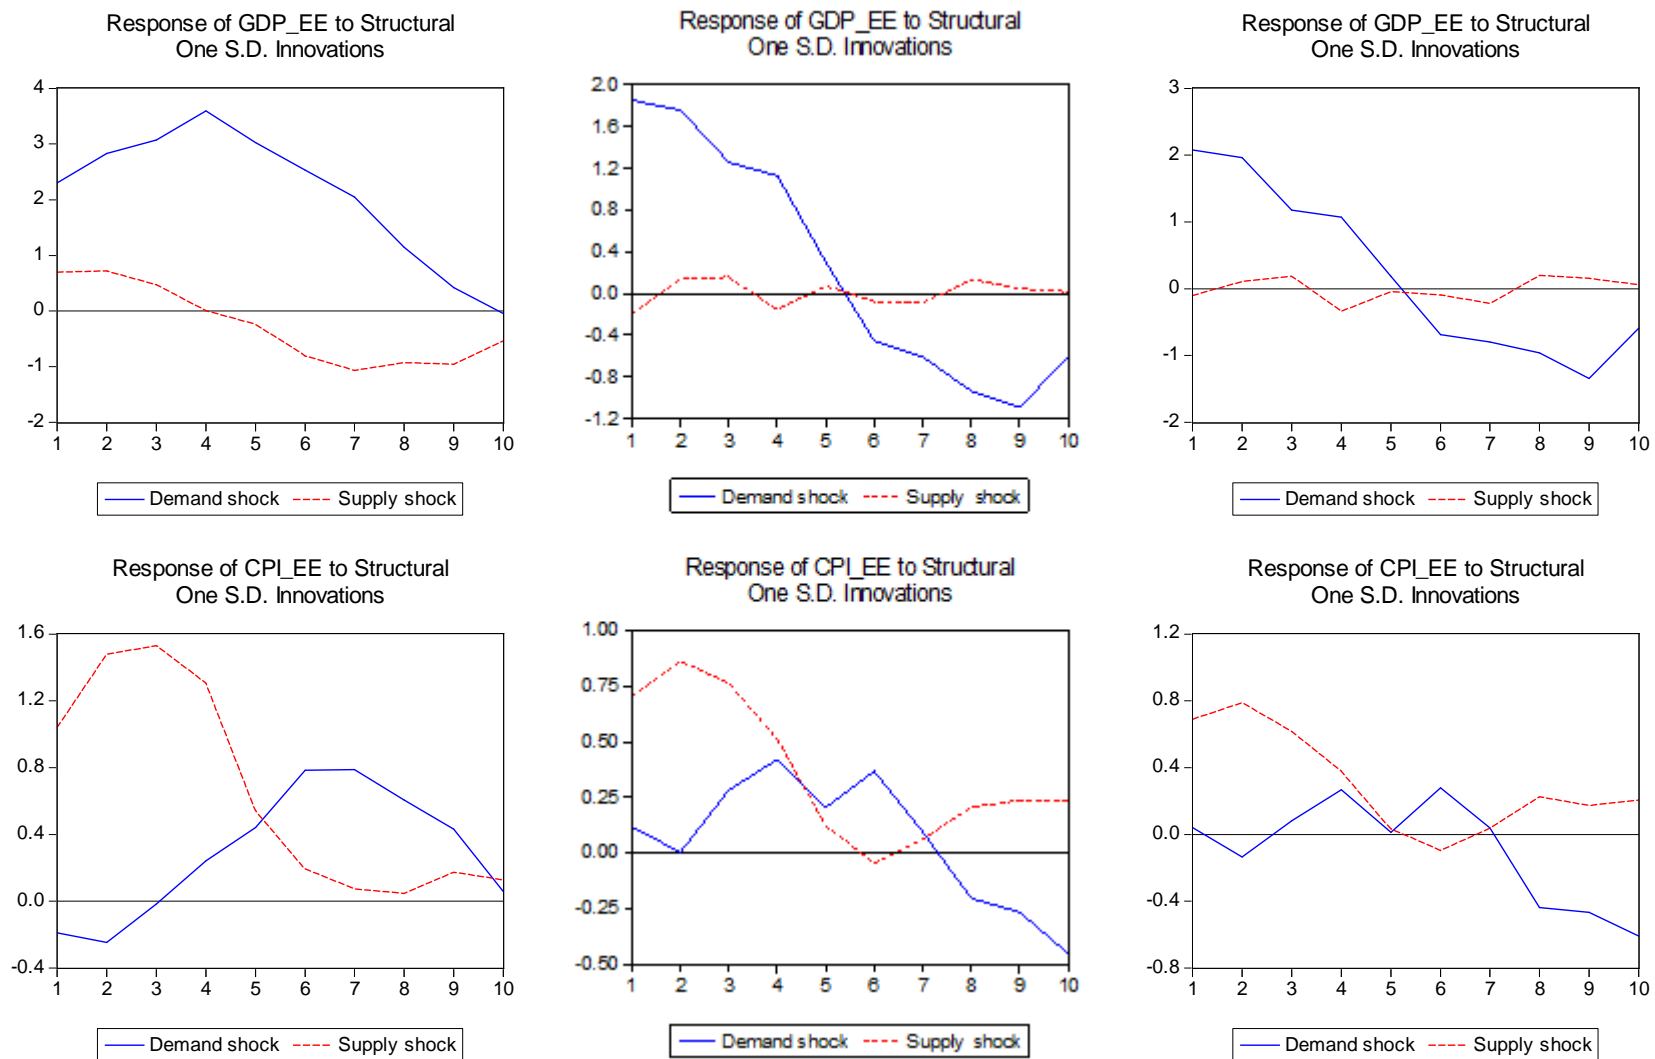 Response of GDP_EE to Structural
One S.D. Innovations
4
3
2
1
0
-1
-2
1 2 3 4 5 6 7 8 9 10
Demand shock Supply shock
Response of GDP_EE to Structural
One S.D. Innovations
2.0
1.6
1.2
0.8
0.4
0.0
-0.4
-0.8
-1.2
1 2 3 4 5 6 7 8 9 10
Demand shock Supply shock
Response of GDP_EE to Structural
One S.D. Innovations
3
2
1
0
-1
-2
1 2 3 4 5 6 7 8 9 10
Demand shock Supply shock
Response of CPI_EE to Structural
One S.D. Innovations
1.6
1.2
0.8
0.4
0.0
-0.4
1 2 3 4 5 6 7 8 9 10
Demand shock Supply shock
Response of CPI_EE to Structural
One S.D. Innovations
1.00
0.75
0.50
0.25
0.00
-0.25
-0.50
1 2 3 4 5 6 7 8 9 10
Demand shock Supply shock
Response of CPI_EE to Structural
One S.D. Innovations
1.2
0.8
0.4
0.0
-0.4
-0.8
1 2 3 4 5 6 7 8 9 10
Demand shock Supply shock